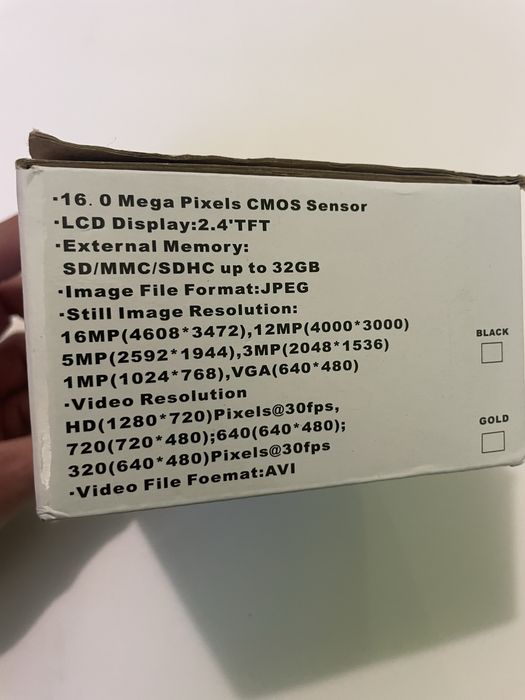 ·16. 0 Mega Pixels CMOS Sensor
·LCD Display:2.4'TFT
·External Memory:
SD/MMC/SDHC up to 32GB
·Image File Format:JPEG
·Still Image Resolution:
16MP(4608*3472),12MP(4000*3000)
5MP(2592*1944),3MP(2048*1536)
1MP(1024*768),VGA(640*480)
·Video Resolution
HD(1280*720)Pixels@30fps,
720(720*480);640(640*480);
320(640*480)Pixels@30fps
·Video File Foemat:AVI
BLACK
GOLD